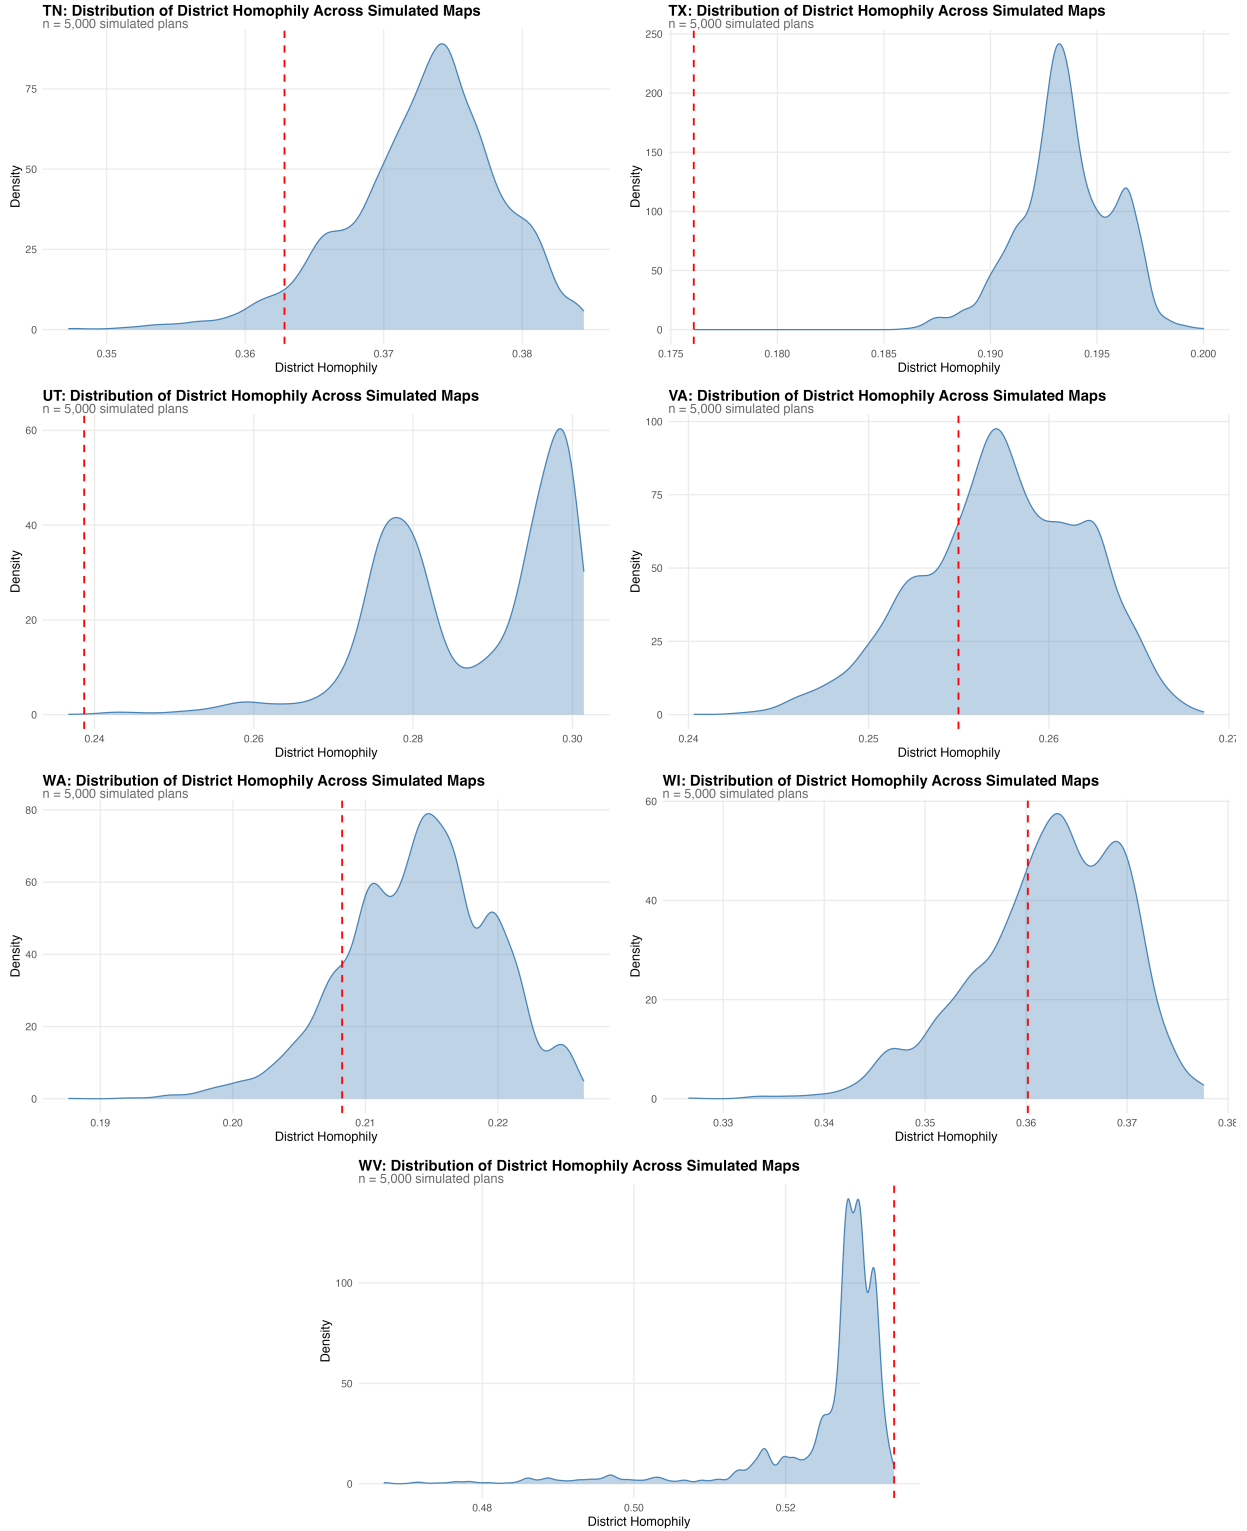 TN: Distribution of District Homophily Across Simulated Maps
n = 5,000 simulated plans
Density
75
50
25
0
0.35
0.36
0.37
0.38
District Homophily
TX: Distribution of District Homophily Across Simulated Maps
n = 5,000 simulated plans
Density
250
200
150
100
50
0
0.175
0.180
0.185
0.190
0.195
0.200
District Homophily
UT: Distribution of District Homophily Across Simulated Maps
n = 5,000 simulated plans
Density
60
40
20
0
0.24
0.26
0.28
0.30
District Homophily
VA: Distribution of District Homophily Across Simulated Maps
n = 5,000 simulated plans
Density
100
75
50
25
0
0.24
0.25
0.26
0.27
District Homophily
WA: Distribution of District Homophily Across Simulated Maps
n = 5,000 simulated plans
Density
80
60
40
20
0
0.19
0.20
0.21
0.22
District Homophily
WI: Distribution of District Homophily Across Simulated Maps
n = 5,000 simulated plans
Density
60
40
20
0
0.33
0.34
0.35
0.36
0.37
0.38
District Homophily
WV: Distribution of District Homophily Across Simulated Maps
n = 5,000 simulated plans
Density
100
50
0
0.48
0.50
0.52
District Homophily